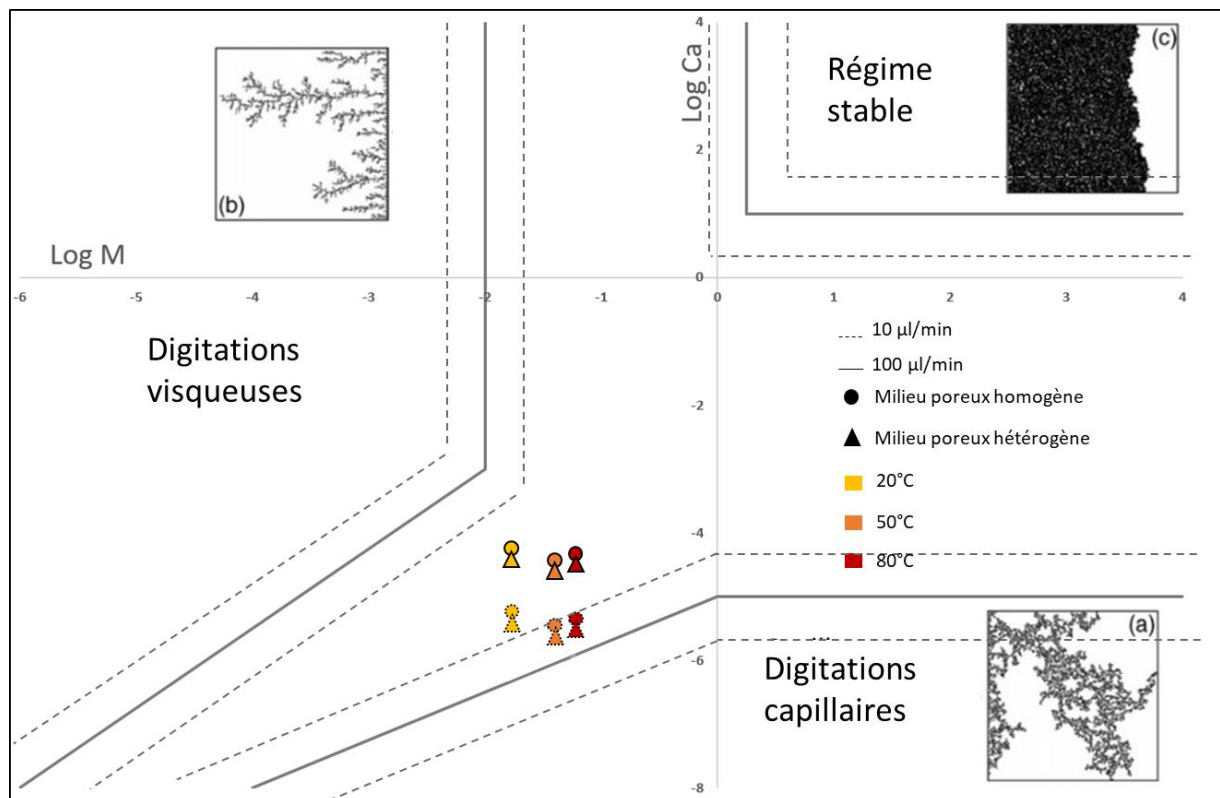 4
Log Ca
(c)
Régime
stable
2
(b)
Log M
0
-6
-5
-4
-3
-2
-1
0
1
2
3
4
Digitations
visqueuses
10 µl/min
100 µl/min
-2
Milieu poreux homogène
Milieu poreux hétérogène
20°C
50°C
-4
80°C
(a)
-6
Digitations
capillaires
-8